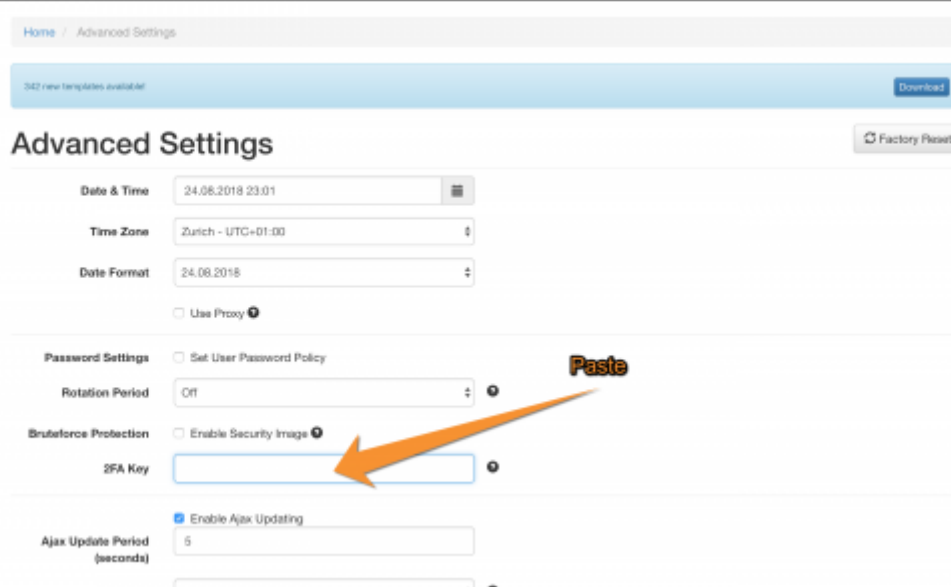 Home / Advanced Settings
342 new templates available!
Download
Advanced Settings
Factory Reset
Date & Time 24.08.2018 23:01
Time Zone Zurich - UTC+01:00
Date Format 24.08.2018
Use Proxy
Password Settings Set User Password Policy
Paste
Rotation Period Off
Bruteforce Protection Enable Security Image
2FA Key
Enable Ajax Updating
Ajax Update Period 5
(seconds)